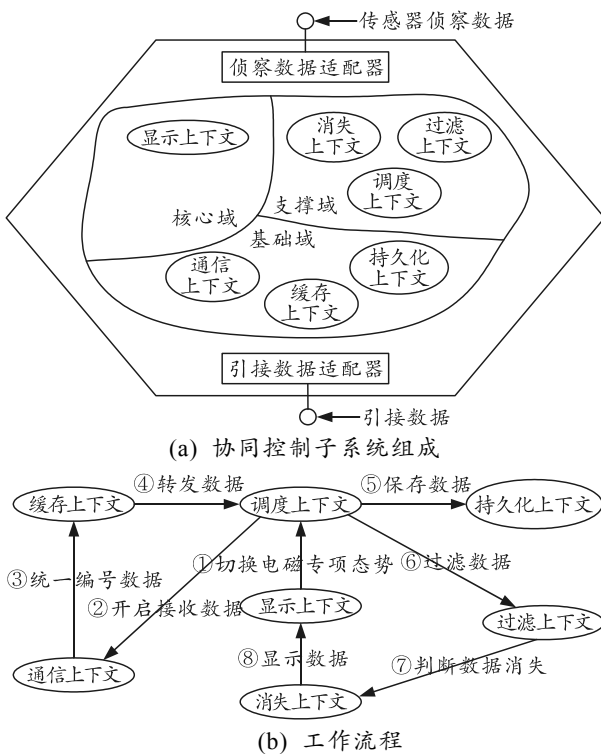 传感器侦察数据
侦察数据适配器
显示上下文
消失
上下文
过滤
上下文
调度
上下文
核心域
支撑域
基础域
通信
上下文
缓存
上下文
持久化
上下文
引接数据适配器
引接数据
(a) 协同控制子系统组成
缓存上下文
④转发数据
调度上下文
⑤保存数据
持久化上下文
③统一编号数据
①切换电磁专项态势
⑥过滤数据
②开启接收数据
显示上下文
过滤上下文
通信上下文
⑧显示数据
⑦判断数据消失
消失上下文
(b) 工作流程